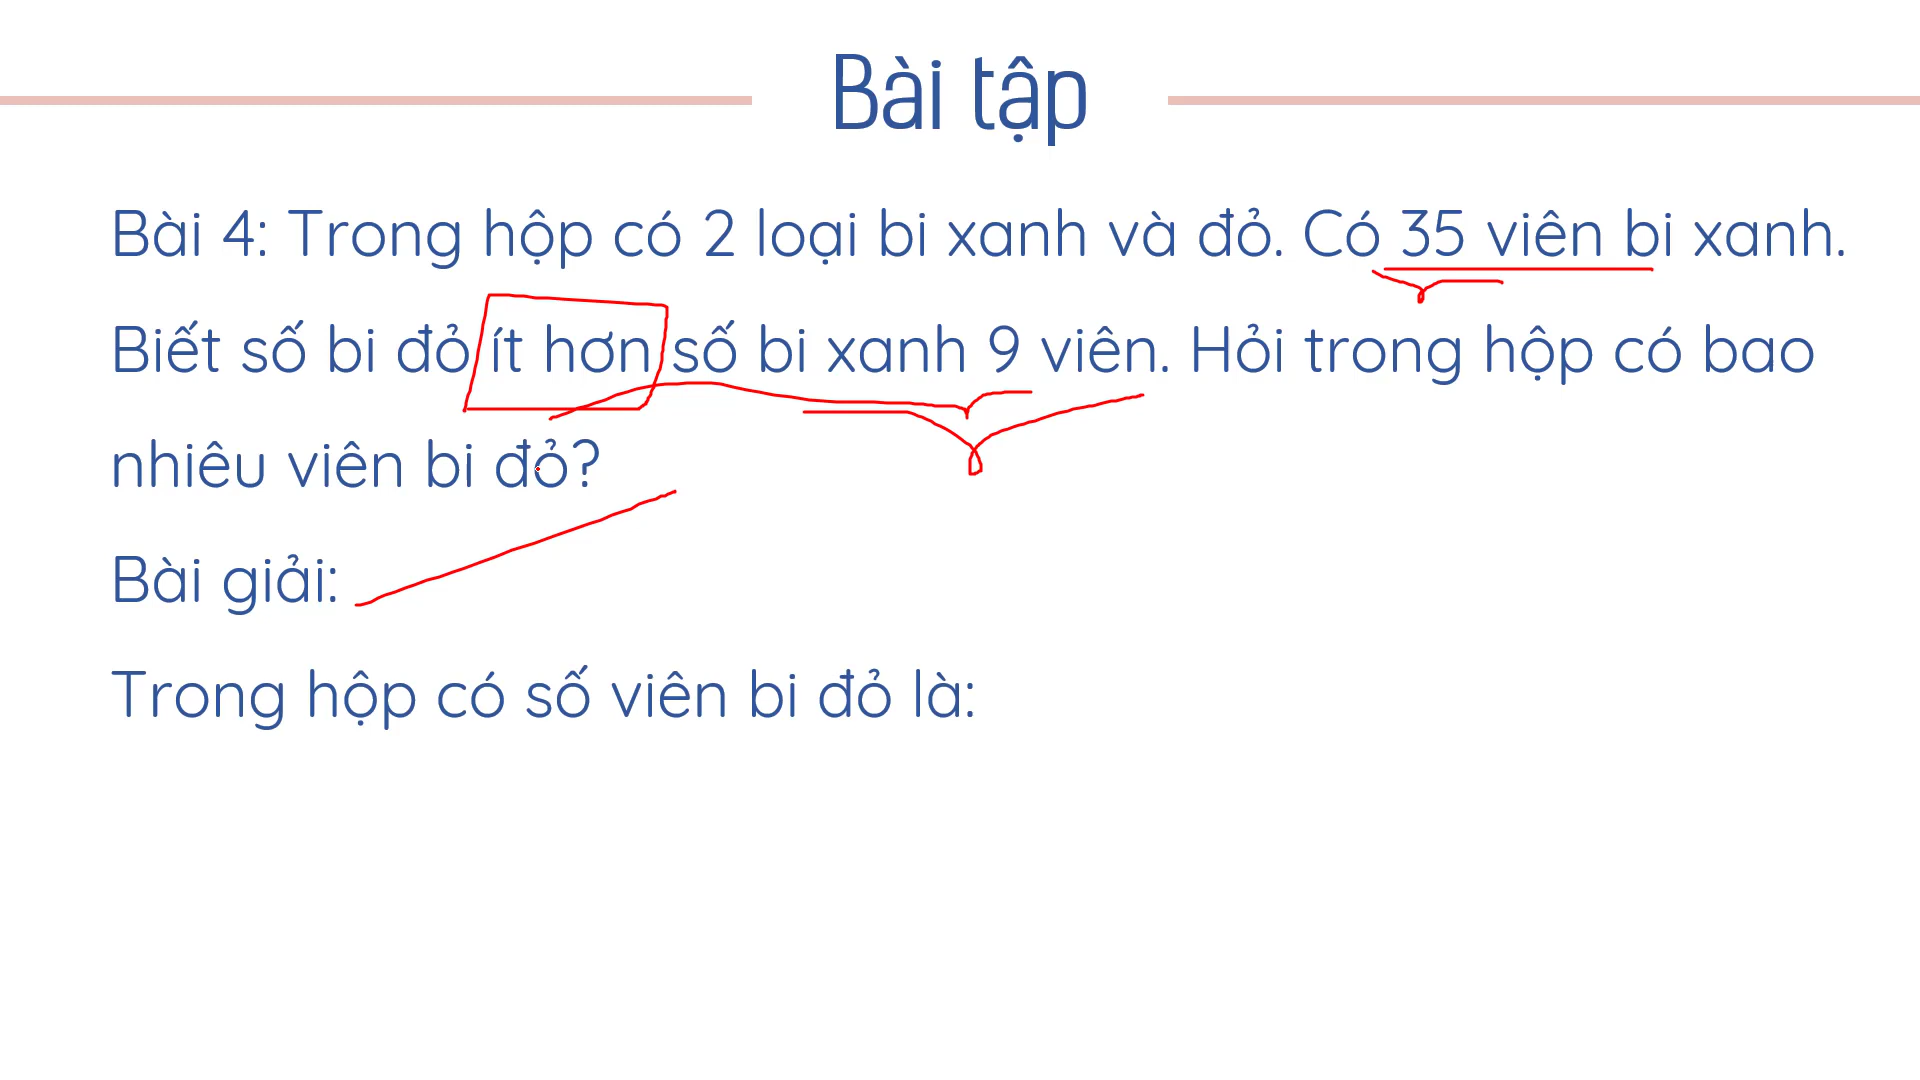 Bài tập
Bài 4: Trong hộp có 2 loại bi xanh và đỏ. Có 35 viên bi xanh.
Biết số bi đỏ ít hơn số bi xanh 9 viên. Hỏi trong hộp có bao
nhiêu viên bi đỏ?
Bài giải:
Trong hộp có số viên bi đỏ là: